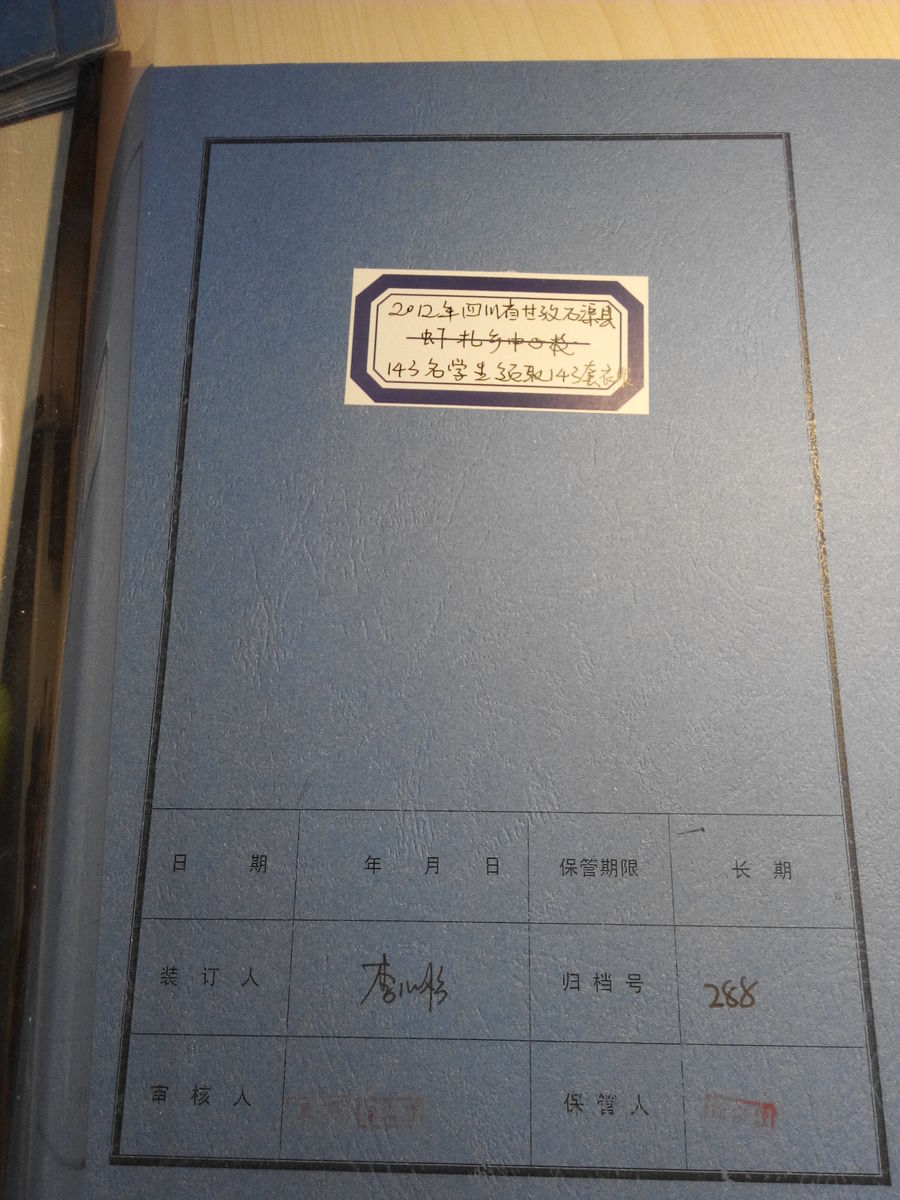 2012年四川省甘孜石渠县
虾扎乡中心校
143名学生领取143套衣服
日 期 年 月 日 保管期限 长 期
装 订 人 归 档 号 288
审 核 人 保 管 人